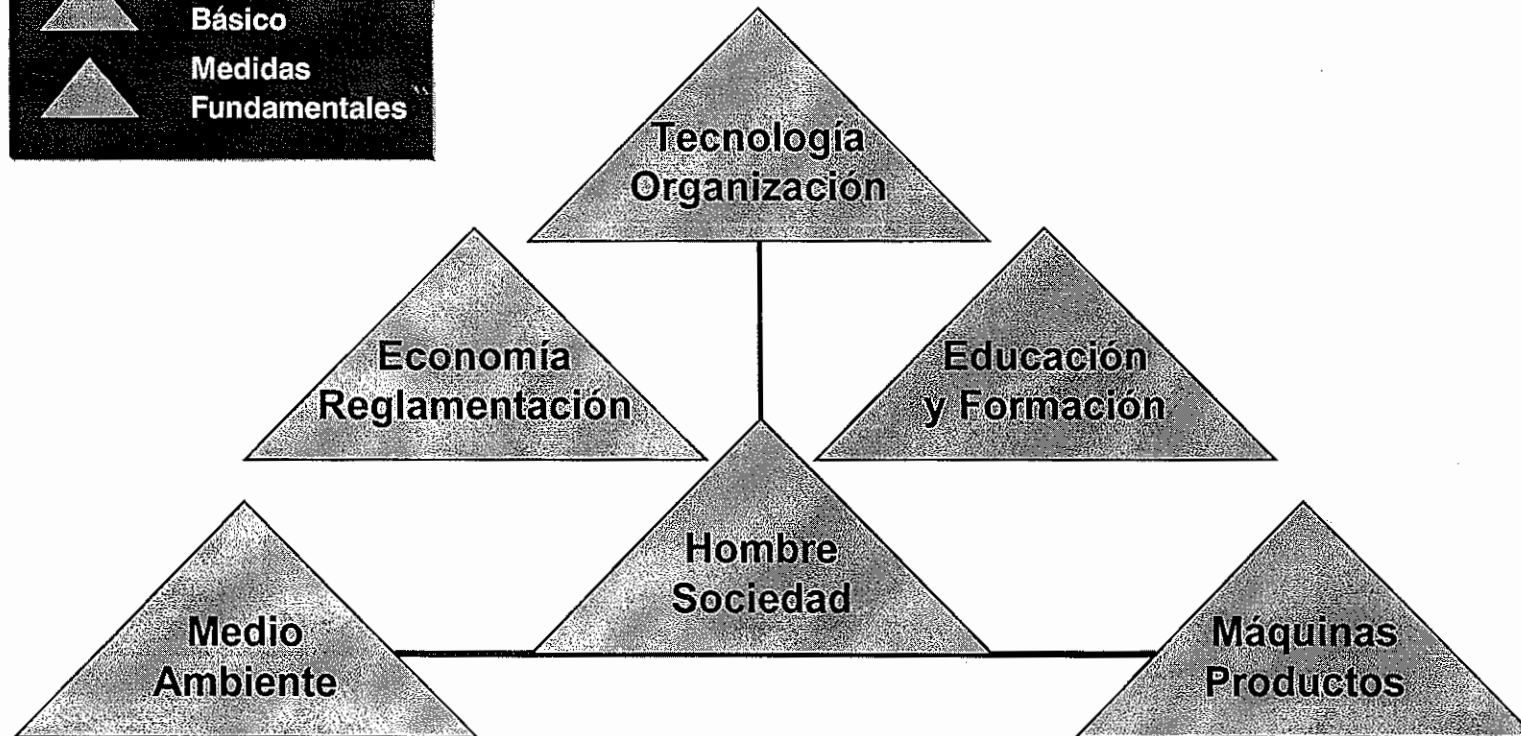 Básico
Medidas
Fundamentales
Tecnología
Organización
Economía
Reglamentación
Educación
y Formación
Hombre
Sociedad
Medio
Ambiente
Máquinas
Productos